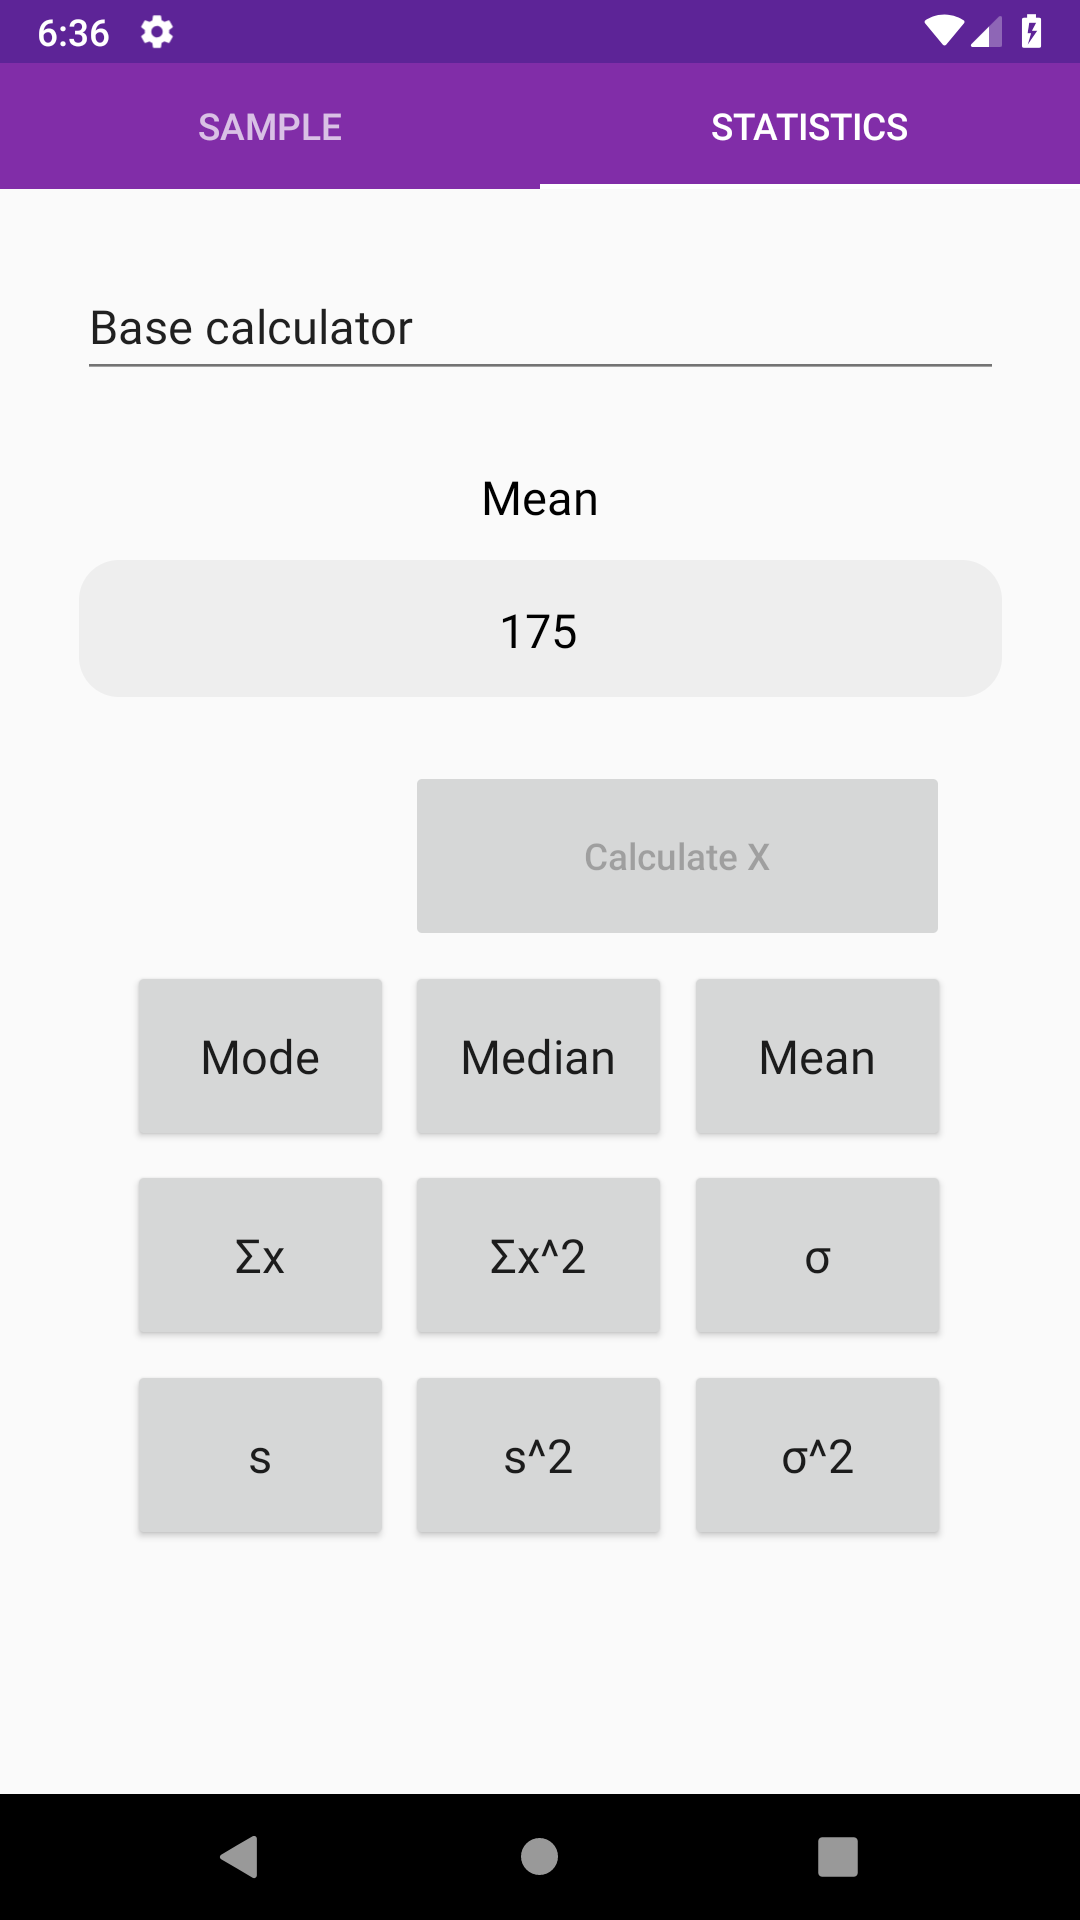 6:36
SAMPLE STATISTICS
Base calculator
Mean
175
Calculate X
Mode Median Mean
Σx Σx^2 σ
s s^2 σ^2